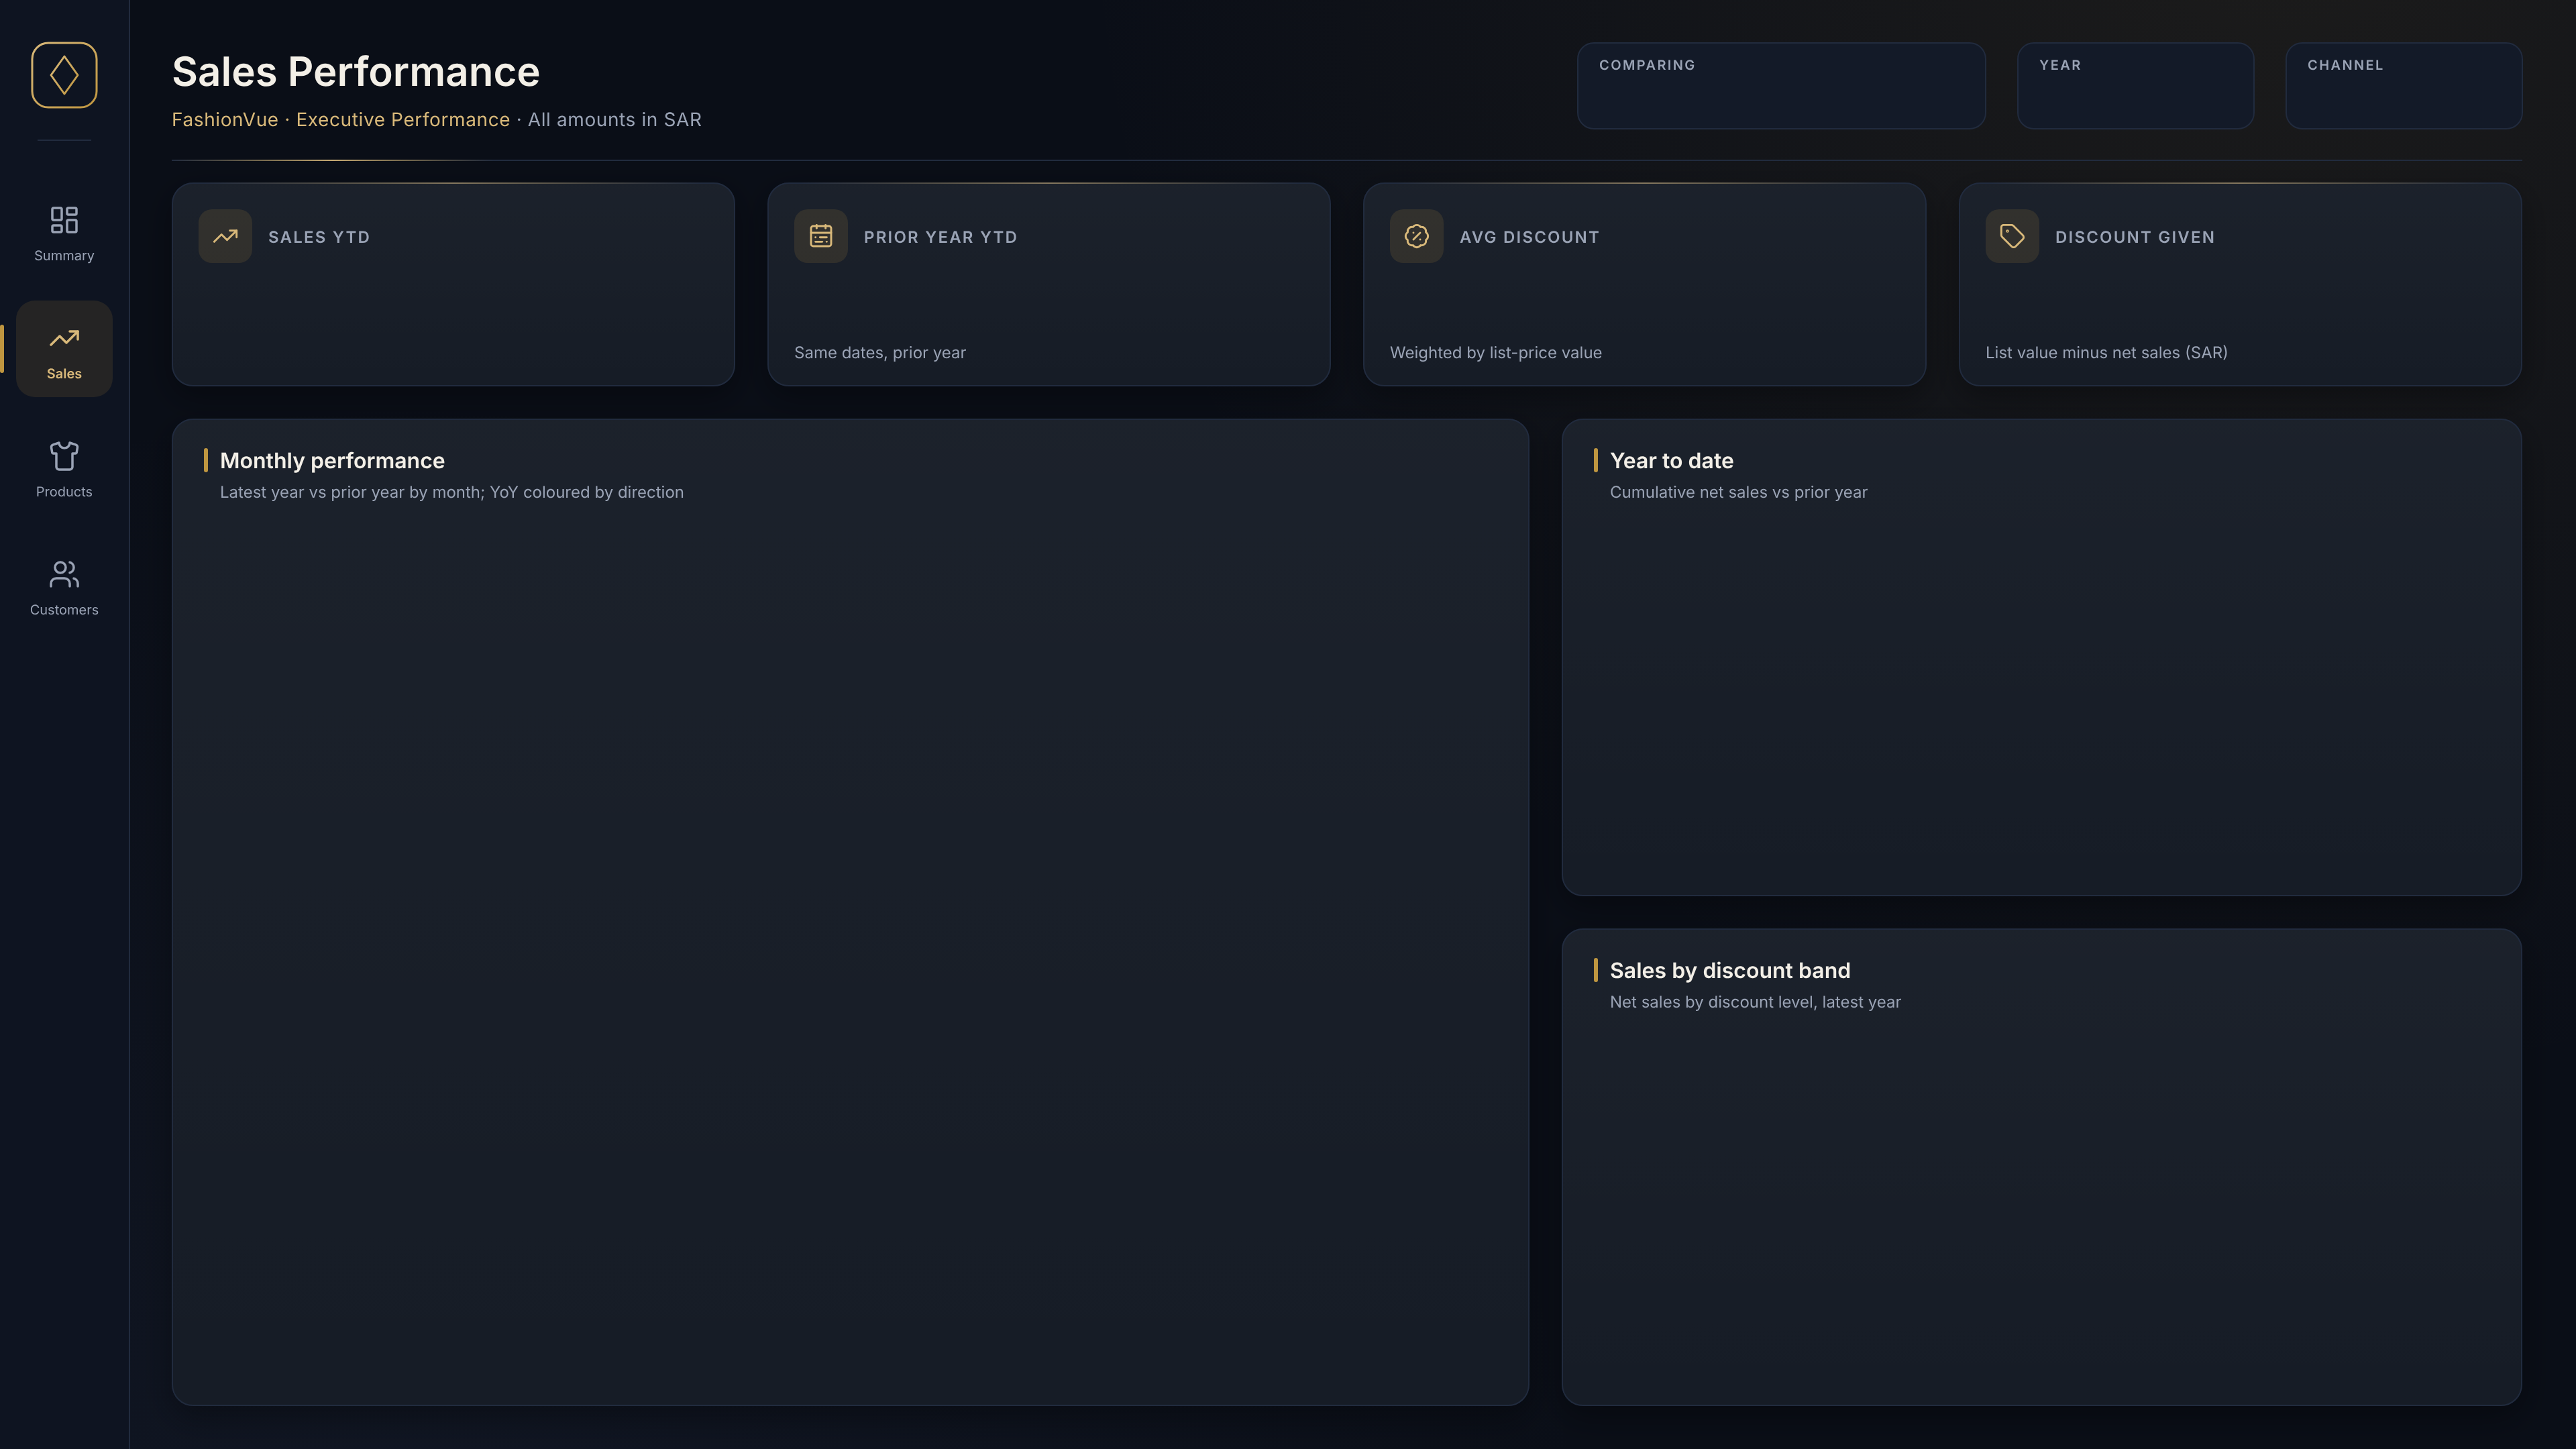 Sales Performance
FashionVue · Executive Performance · All amounts in SAR
COMPARING
YEAR
CHANNEL
Summary
Sales
Products
Customers
SALES YTD
PRIOR YEAR YTD
Same dates, prior year
AVG DISCOUNT
Weighted by list-price value
DISCOUNT GIVEN
List value minus net sales (SAR)
Monthly performance
Latest year vs prior year by month; YoY coloured by direction
Year to date
Cumulative net sales vs prior year
Sales by discount band
Net sales by discount level, latest year